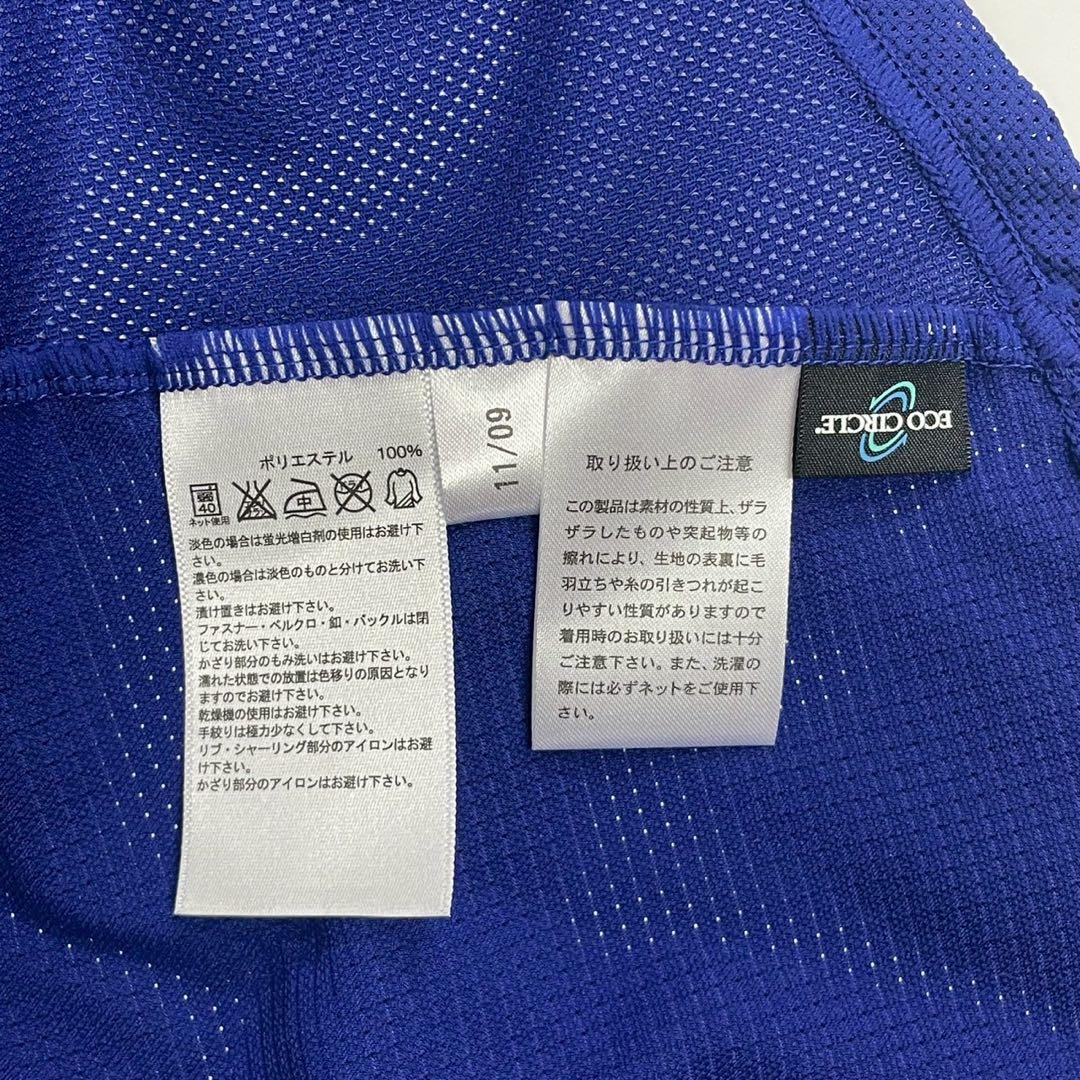 ポリエステル 100%
40
ネット使用
中
淡色の場合は蛍光増白剤の使用はお避け下
さい。
濃色の場合は淡色のものと分けてお洗い下
さい。
漬け置きはお避け下さい。
ファスナー・ベルクロ・釦・バックルは閉
じてお洗い下さい。
かざり部分のもみ洗いはお避け下さい。
濡れた状態での放置は色移りの原因となり
ますのでお避け下さい。
乾燥機の使用はお避け下さい。
手絞りは極力少なくして下さい。
リブ・シャーリング部分のアイロンはお避
け下さい。
かざり部分のアイロンはお避け下さい。
11/09
取り扱い上のご注意
この製品は素材の性質上、ザラ
ザラしたものや突起物等の
擦れにより、生地の表裏に毛
羽立ちや糸の引きつれが起こ
りやすい性質がありますので
着用時のお取り扱いには十分
ご注意下さい。また、洗濯の
際には必ずネットをご使用下
さい。
ECO CIRCLE